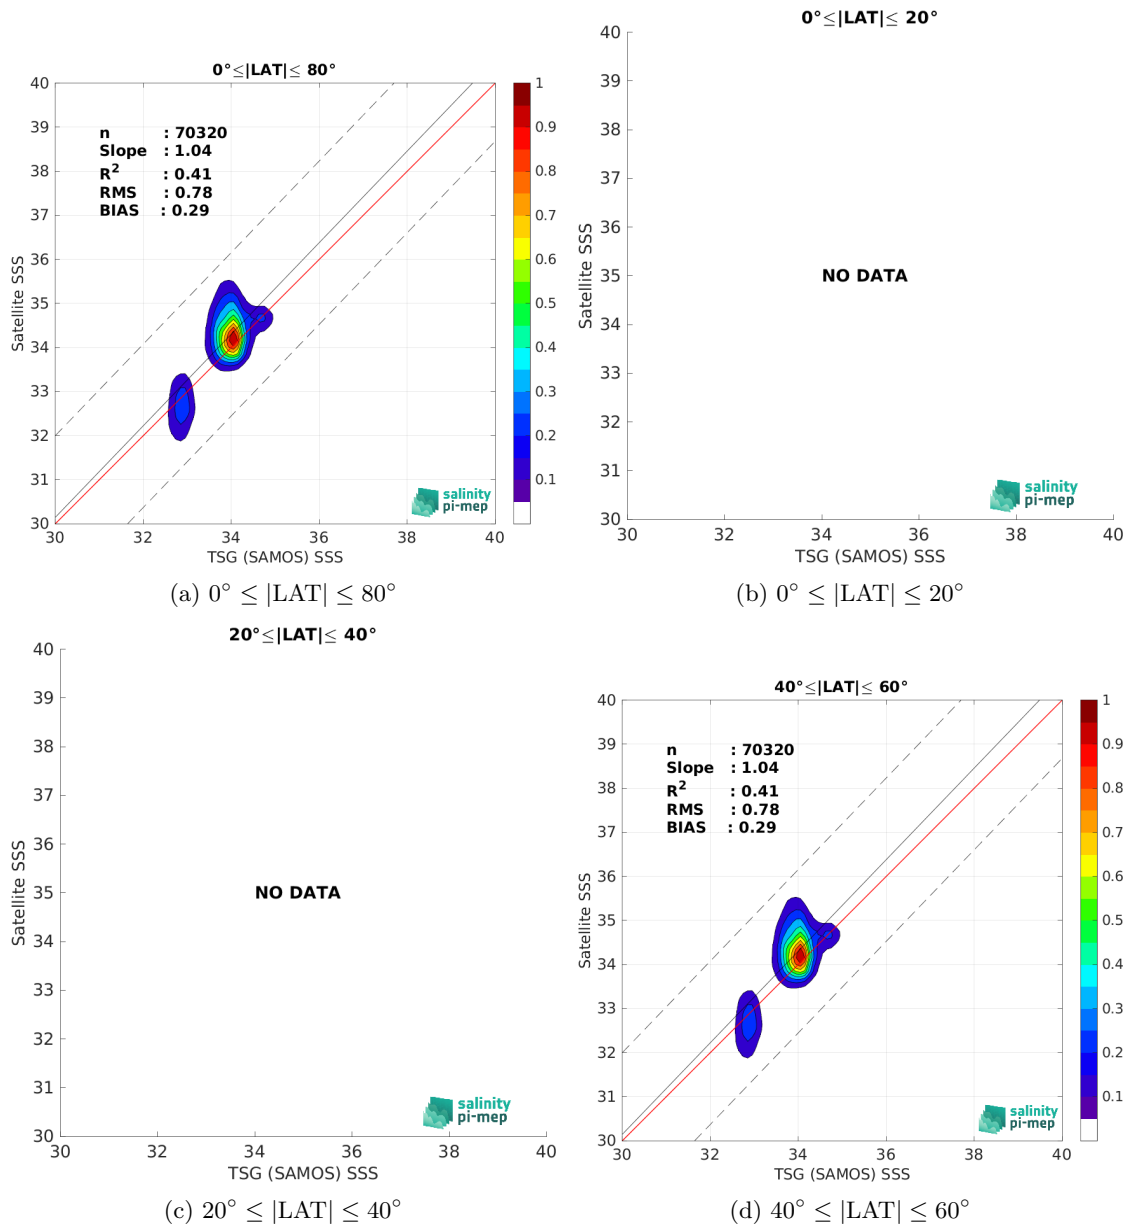 0°≤|LAT|≤ 80°
40
39
38
37
36
35
34
33
32
31
30
Satellite SSS
n : 70320
Slope : 1.04
R² : 0.41
RMS : 0.78
BIAS : 0.29
1
0.9
0.8
0.7
0.6
0.5
0.4
0.3
0.2
0.1
salinity
pi-mep
30 32 34 36 38 40
TSG (SAMOS) SSS
(a) 0° ≤ |LAT| ≤ 80°
0°≤|LAT|≤ 20°
40
39
38
37
36
35
34
33
32
31
30
Satellite SSS
NO DATA
salinity
pi-mep
30 32 34 36 38 40
TSG (SAMOS) SSS
(b) 0° ≤ |LAT| ≤ 20°
20°≤|LAT|≤ 40°
40
39
38
37
36
35
34
33
32
31
30
Satellite SSS
NO DATA
salinity
pi-mep
30 32 34 36 38 40
TSG (SAMOS) SSS
(c) 20° ≤ |LAT| ≤ 40°
40°≤|LAT|≤ 60°
40
39
38
37
36
35
34
33
32
31
30
Satellite SSS
n : 70320
Slope : 1.04
R² : 0.41
RMS : 0.78
BIAS : 0.29
1
0.9
0.8
0.7
0.6
0.5
0.4
0.3
0.2
0.1
salinity
pi-mep
30 32 34 36 38 40
TSG (SAMOS) SSS
(d) 40° ≤ |LAT| ≤ 60°